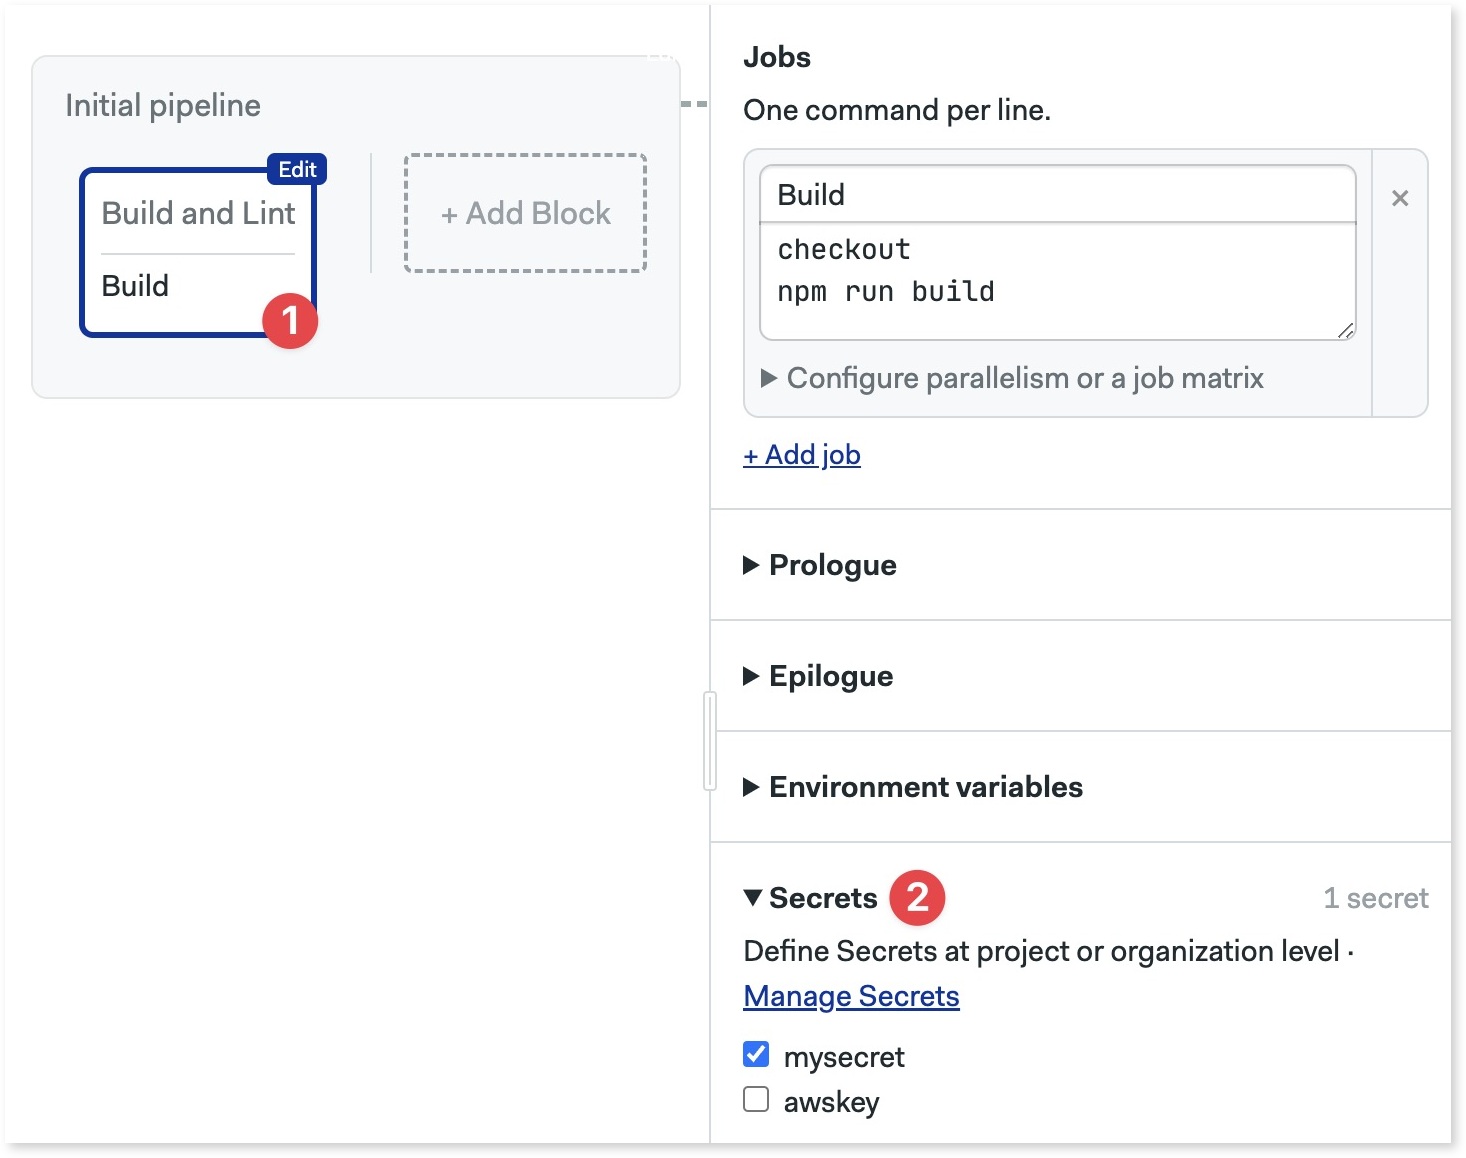 Initial pipeline
Edit
Build and Lint
Build
1
+ Add Block
Jobs
One command per line.
Build
×
checkout
npm run build
▶ Configure parallelism or a job matrix
+ Add job
▶ Prologue
▶ Epilogue
▶ Environment variables
▼ Secrets 2 1 secret
Define Secrets at project or organization level ·
Manage Secrets
mysecret
awskey